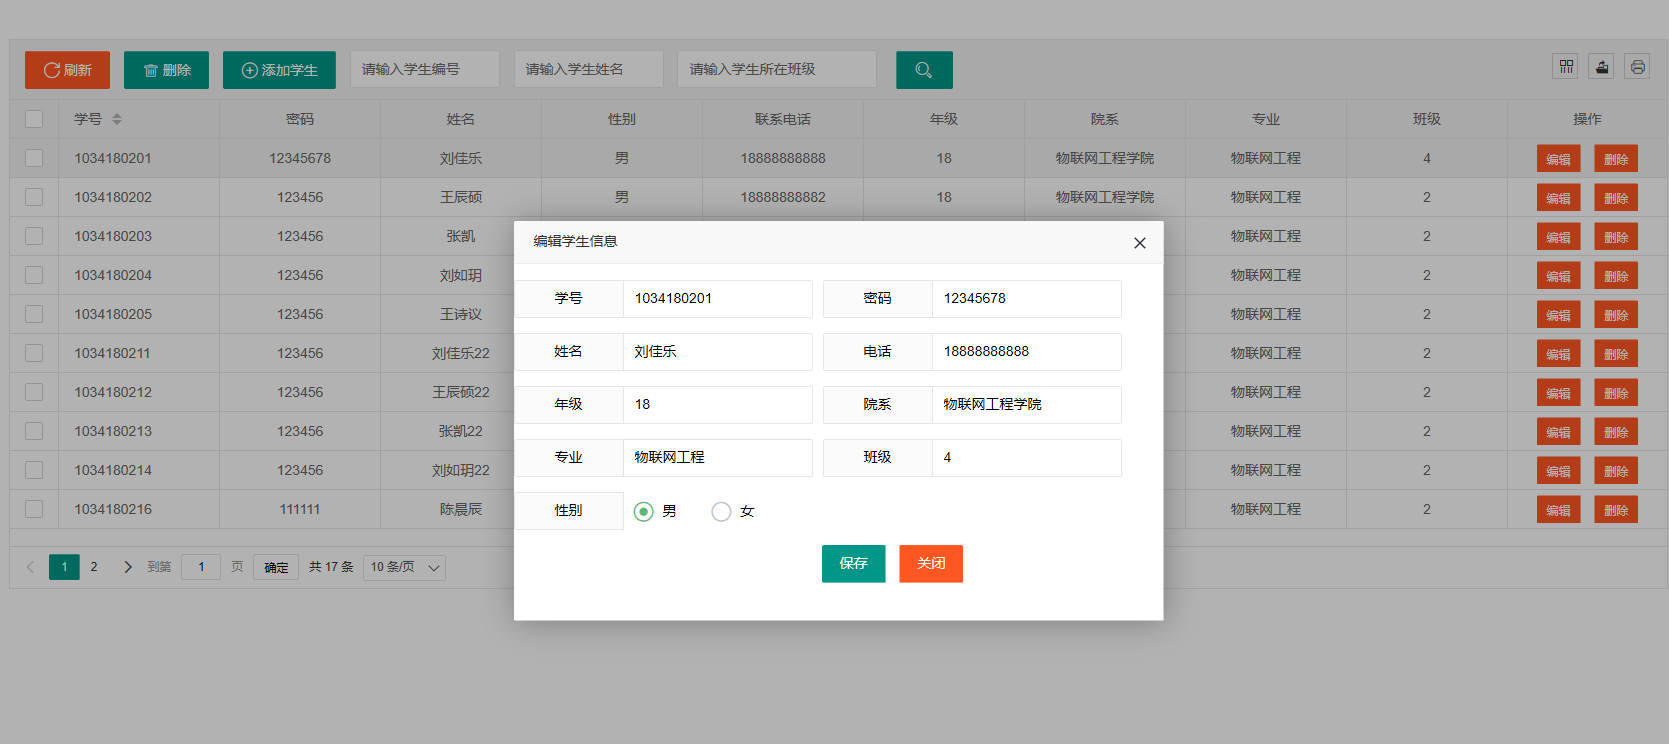 刷新 删除 添加学生 请输入学生编号 请输入学生姓名 请输入学生所在班级
学号 密码 姓名 性别 联系电话 年级 院系 专业 班级 操作
1034180201 12345678 刘佳乐 男 18888888888 18 物联网工程学院 物联网工程 4 编辑 删除
1034180202 123456 王辰硕 男 18888888882 18 物联网工程学院 物联网工程 2 编辑 删除
1034180203 123456 张凯 物联网工程 2 编辑 删除
1034180204 123456 刘如玥 物联网工程 2 编辑 删除
1034180205 123456 王诗议 物联网工程 2 编辑 删除
1034180211 123456 刘佳乐22 物联网工程 2 编辑 删除
1034180212 123456 王辰硕22 物联网工程 2 编辑 删除
1034180213 123456 张凯22 物联网工程 2 编辑 删除
1034180214 123456 刘如玥22 物联网工程 2 编辑 删除
1034180216 111111 陈晨辰 物联网工程 2 编辑 删除
1 2 到第 1 页 确定 共 17 条 10 条/页
编辑学生信息
学号 1034180201 密码 12345678
姓名 刘佳乐 电话 18888888888
年级 18 院系 物联网工程学院
专业 物联网工程 班级 4
性别 男 女
保存 关闭